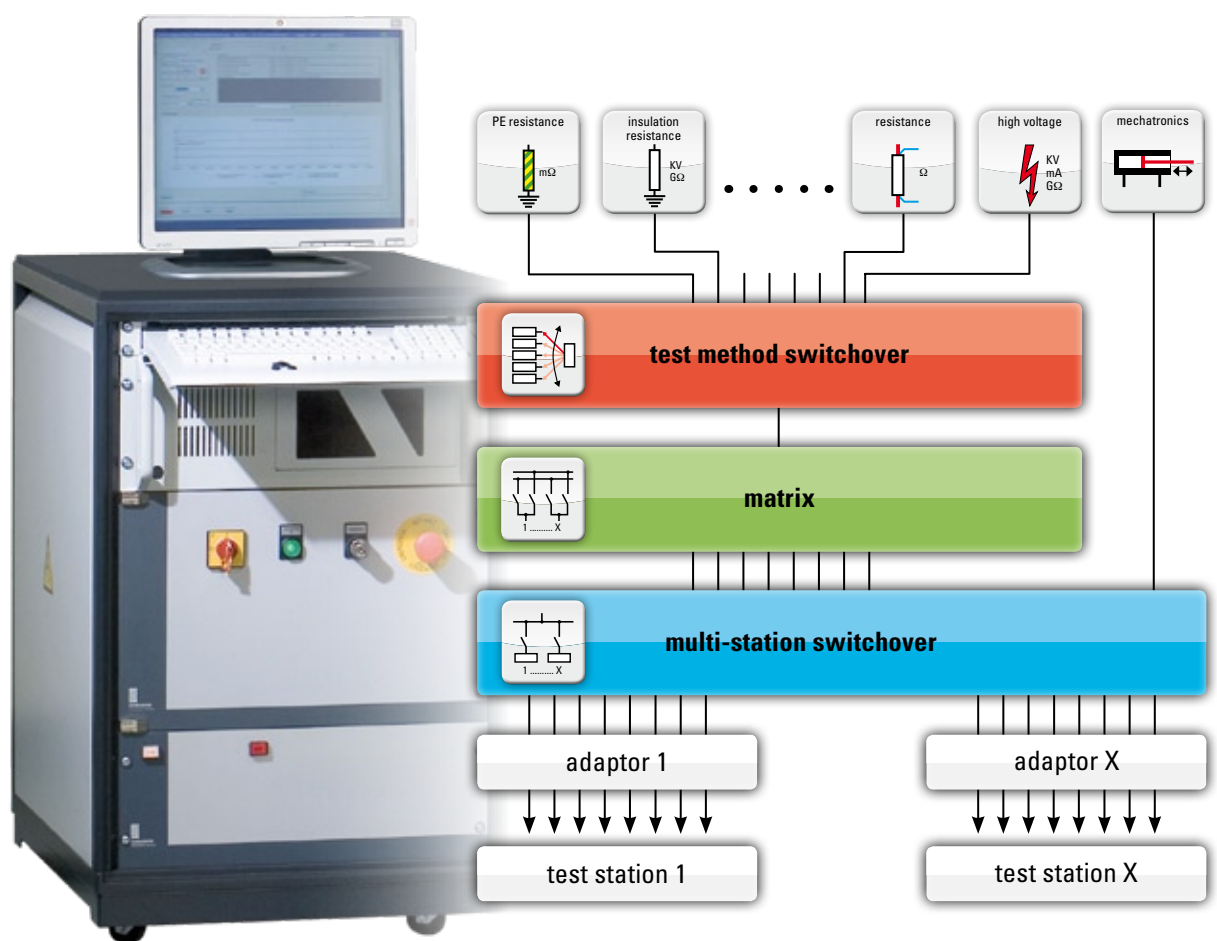 PE resistance
mΩ
insulation
resistance
KV
GΩ
resistance
Ω
high voltage
KV
mA
GΩ
mechatronics
test method switchover
matrix
1 .......... X
multi-station switchover
1 .......... X
adaptor 1
adaptor X
test station 1
test station X